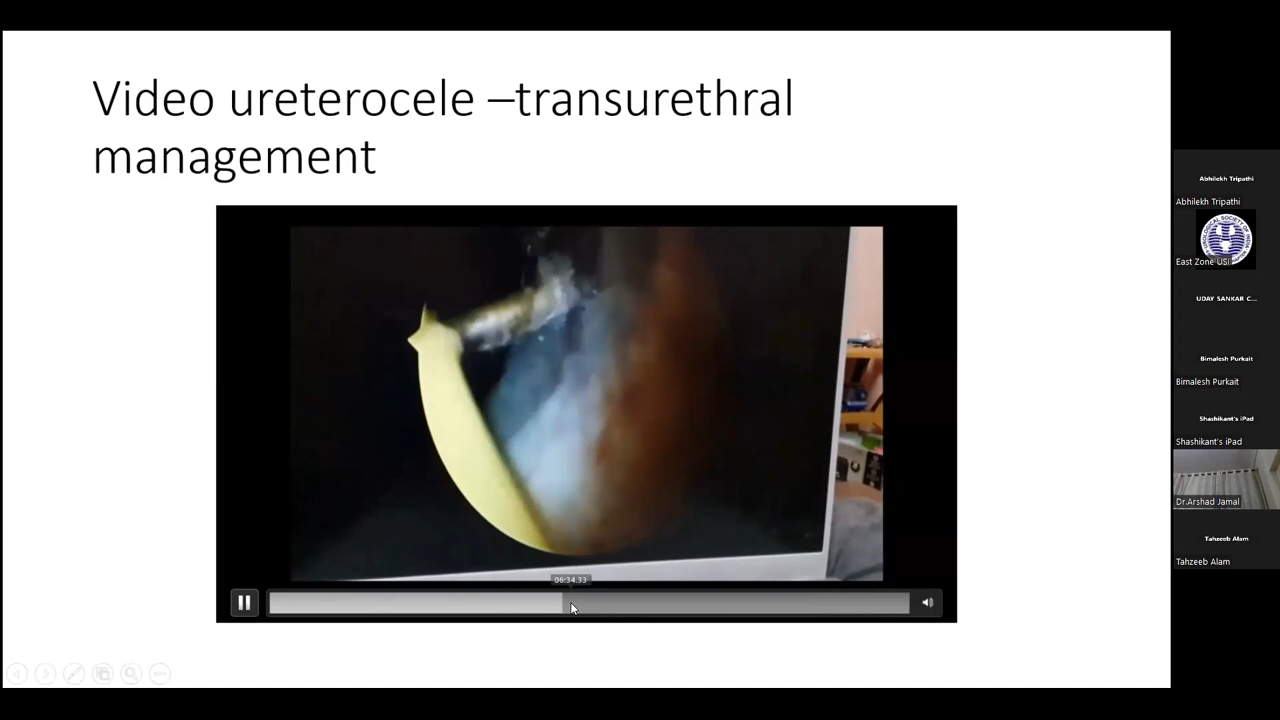 Video ureterocele –transurethral
management
06:34.33
Abhilekh Tripathi
Abhilekh Tripathi
East Zone USI
UDAY SANKAR C...
Bimalesh Purkait
Bimalesh Purkait
Shashikant's iPad
Shashikant's iPad
Dr.Arshad Jamal
Tahzeeb Alam
Tahzeeb Alam